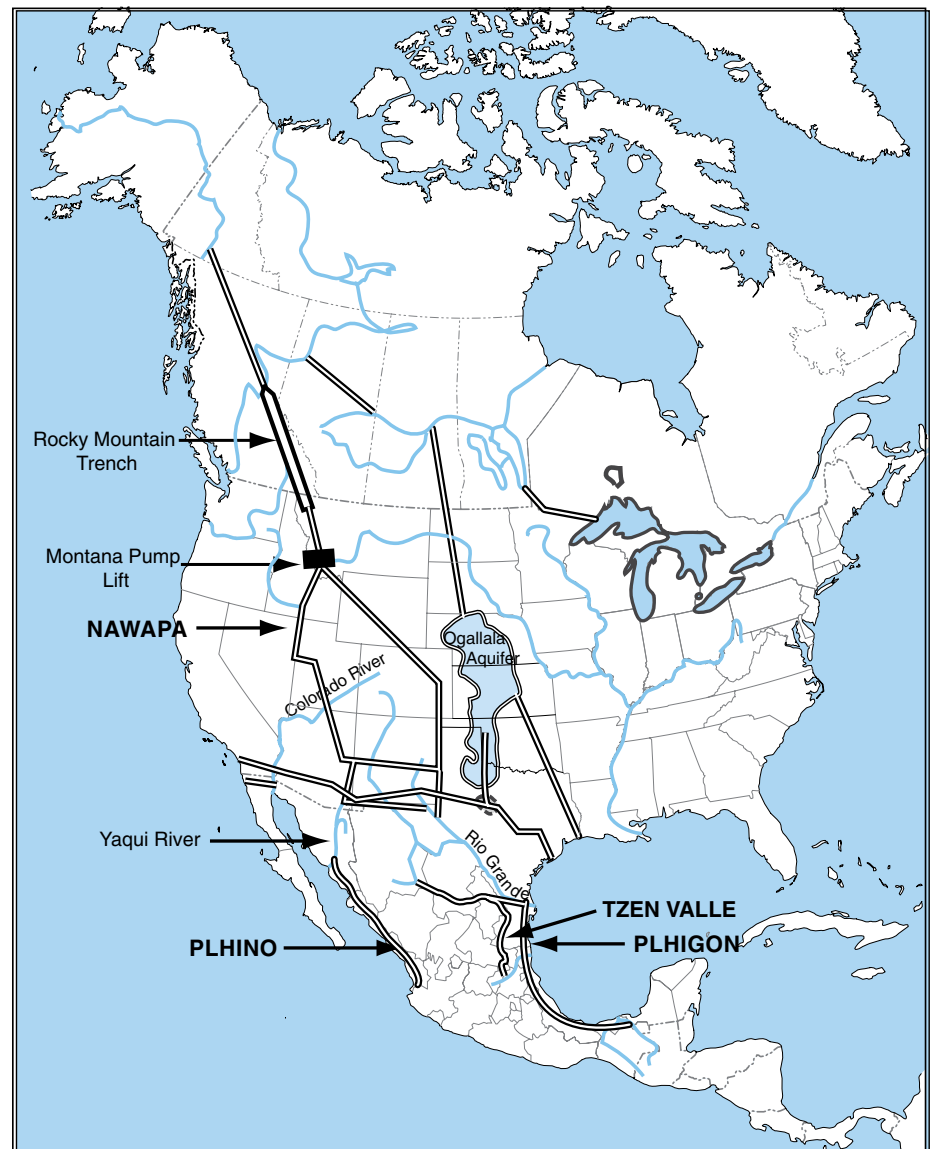 Rocky Mountain
Trench
Montana Pump
Lift
NAWAPA
Ogallala
Aquifer
Colorado River
Yaqui River
Rio Grande
TZEN VALLE
PLHINO
PLHIGON